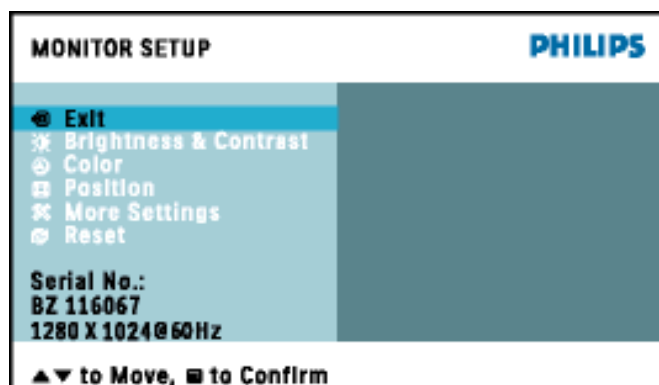 MONITOR SETUP PHILIPS
Exit
Brightness & Contrast
Color
Position
More Settings
Reset
Serial No.:
BZ 116067
1280 X 1024@60Hz
▲▼ to Move, to Confirm